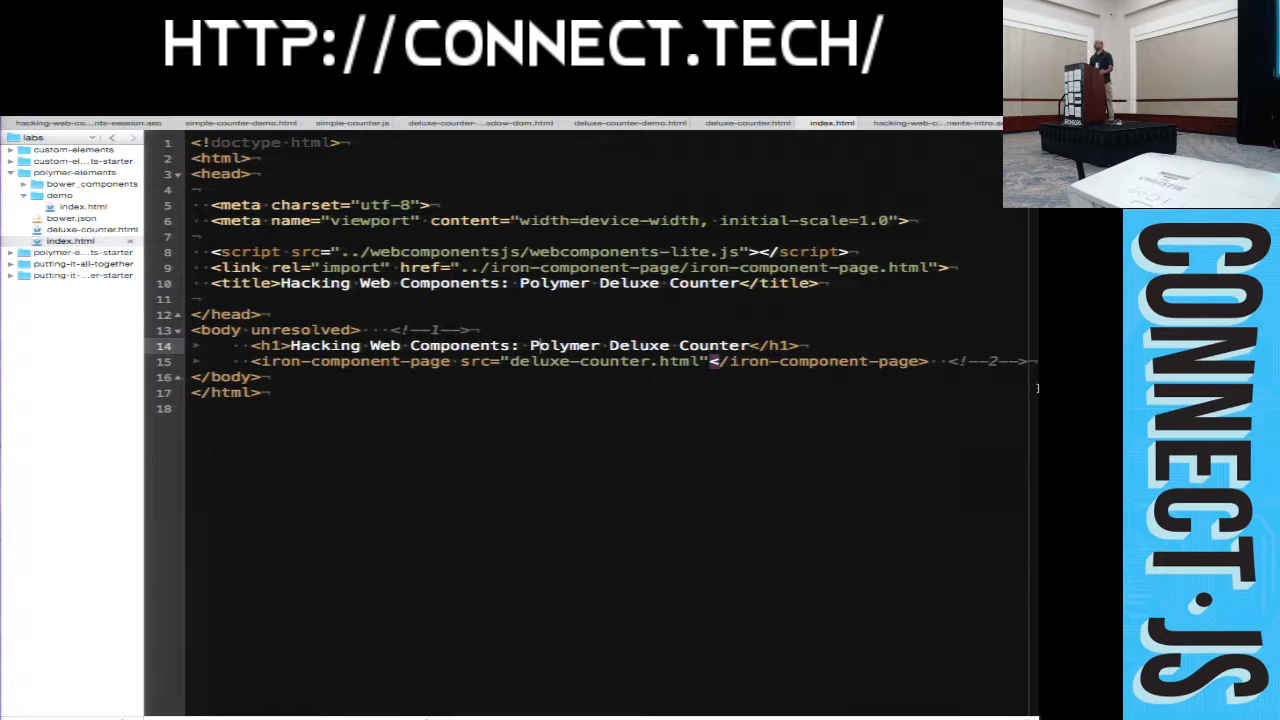 HTTP://CONNECT.TECH/
hacking-web-co...nts-session.asc simple-counter-demo.html simple-counter.js deluxe-counter-...adow-dom.html deluxe-counter-demo.html deluxe-counter.html index.html hacking-web-c...nente-intro.as
labs
custom-elements
custom-el...ts-starter
polymer-elements
bower_components
demo
index.html
bower.json
deluxe-counter.html
index.html ×
polymer-e...ts-starter
putting-it-all-together
putting-it...er-starter
1 <!doctype html>
2 <html>
3 <head>
4
5 <meta charset="utf-8">
6 <meta name="viewport" content="width=device-width, initial-scale=1.0">
7
8 <script src="../webcomponentsjs/webcomponents-lite.js"></script>
9 <link rel="import" href="../iron-component-page/iron-component-page.html">
10 <title>Hacking Web Components: Polymer Deluxe Counter</title>
11
12 </head>
13 <body unresolved> <!--1-->
14 <h1>Hacking Web Components: Polymer Deluxe Counter</h1>
15 <iron-component-page src="deluxe-counter.html"</iron-component-page> <!--2-->
16 </body>
17 </html>
18
CHRISTIE
CONNECT.JS